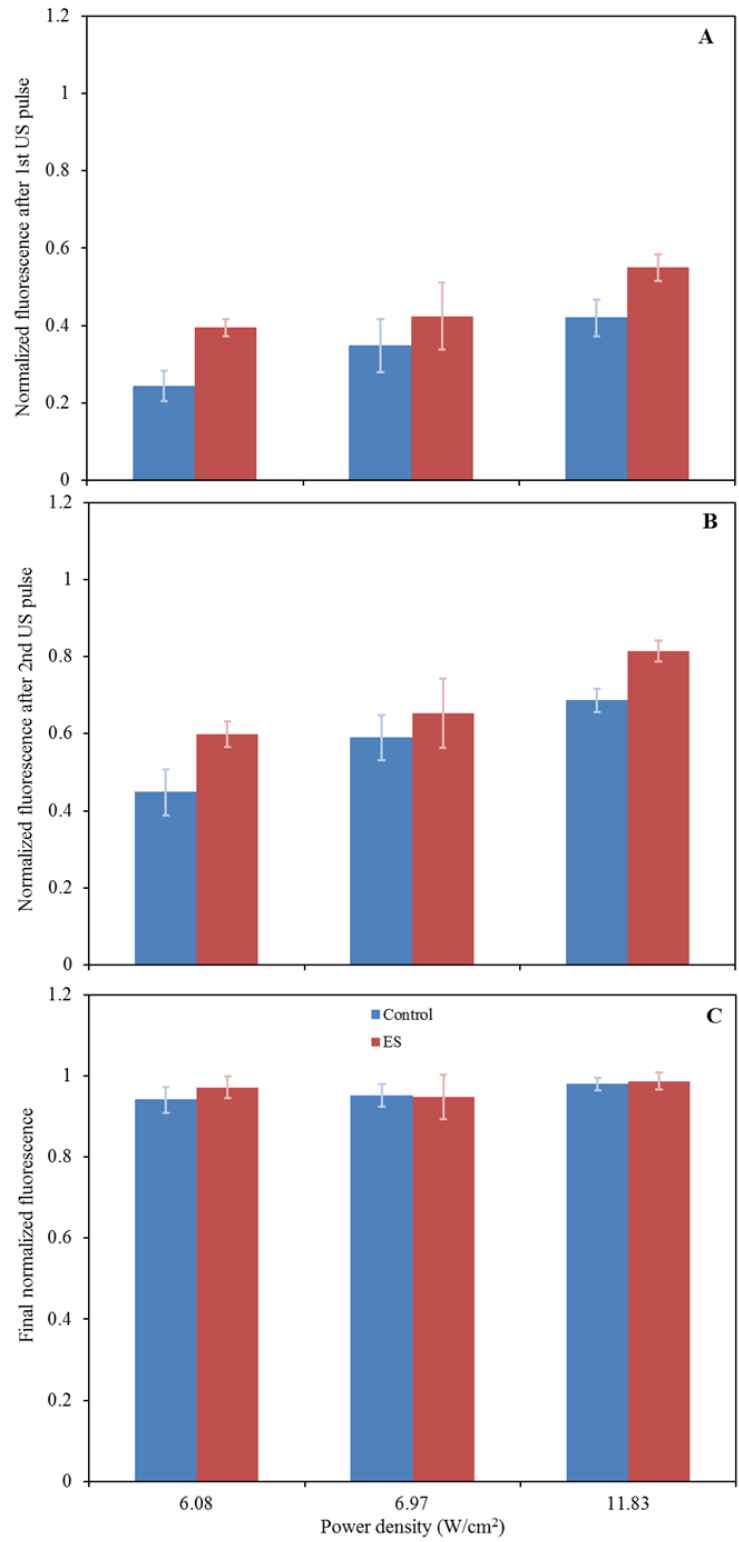 A
Normalized fluorescence after 1st US pulse
1.2
1
0.8
0.6
0.4
0.2
0
B
Normalized fluorescence after 2nd US pulse
1.2
1
0.8
0.6
0.4
0.2
0
C
Control
ES
Final normalized fluorescence
1.2
1
0.8
0.6
0.4
0.2
0
6.08 6.97 11.83
Power density (W/cm²)